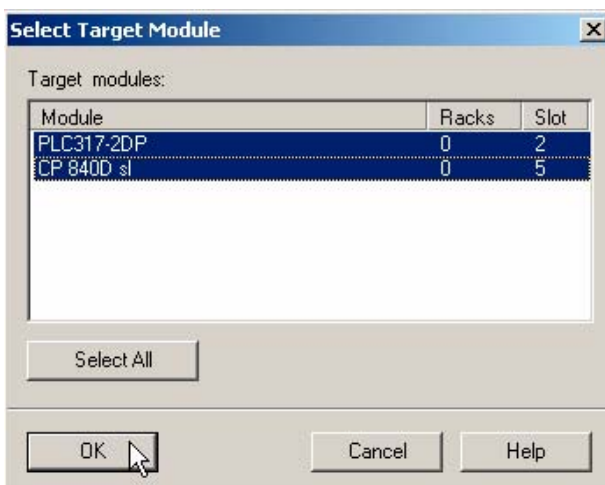 Select Target Module
Target modules:
Module Racks Slot
PLC317-2DP 0 2
CP 840D sl 0 5
Select All
OK Cancel Help